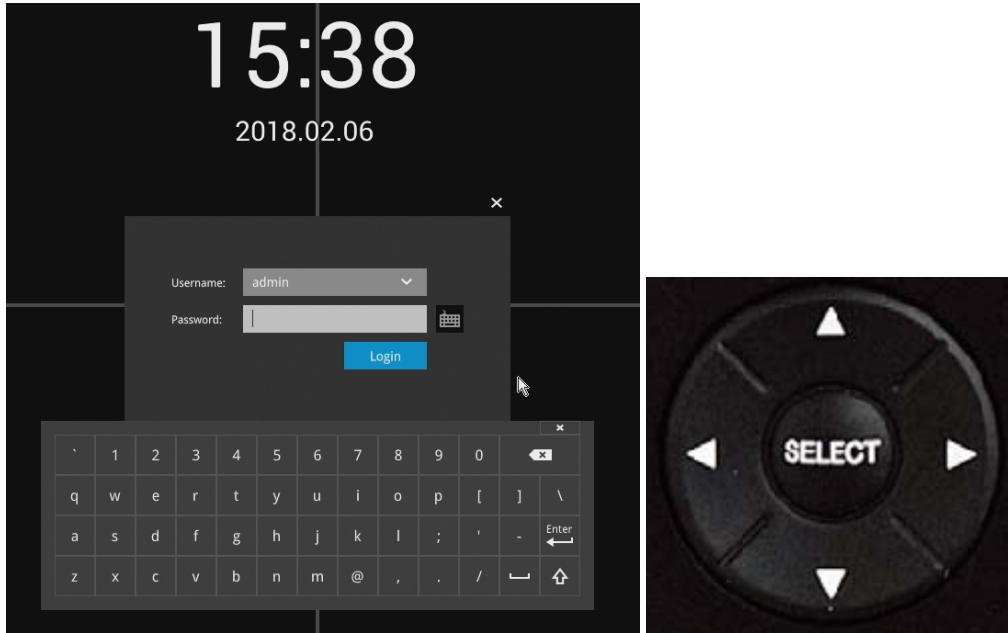 15:38
2018.02.06
Username: admin
Password:
Login
` 1 2 3 4 5 6 7 8 9 0
q w e r t y u i o p [ ] \
a s d f g h j k l ; ' - Enter
z x c v b n m @ , . /
SELECT